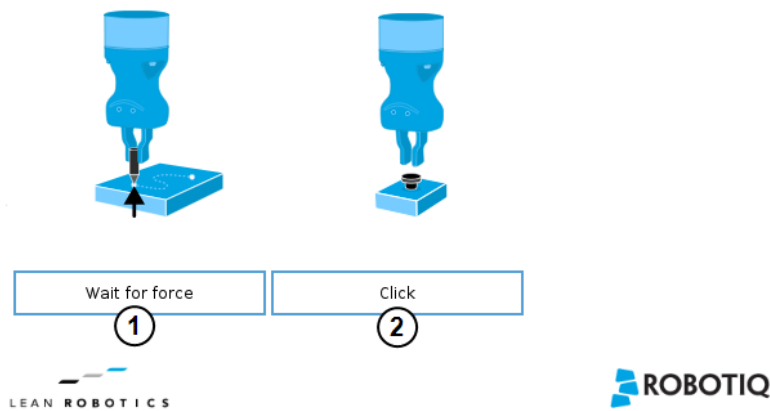 Wait for force
Click
1
2
LEAN ROBOTICS
ROBOTIQ